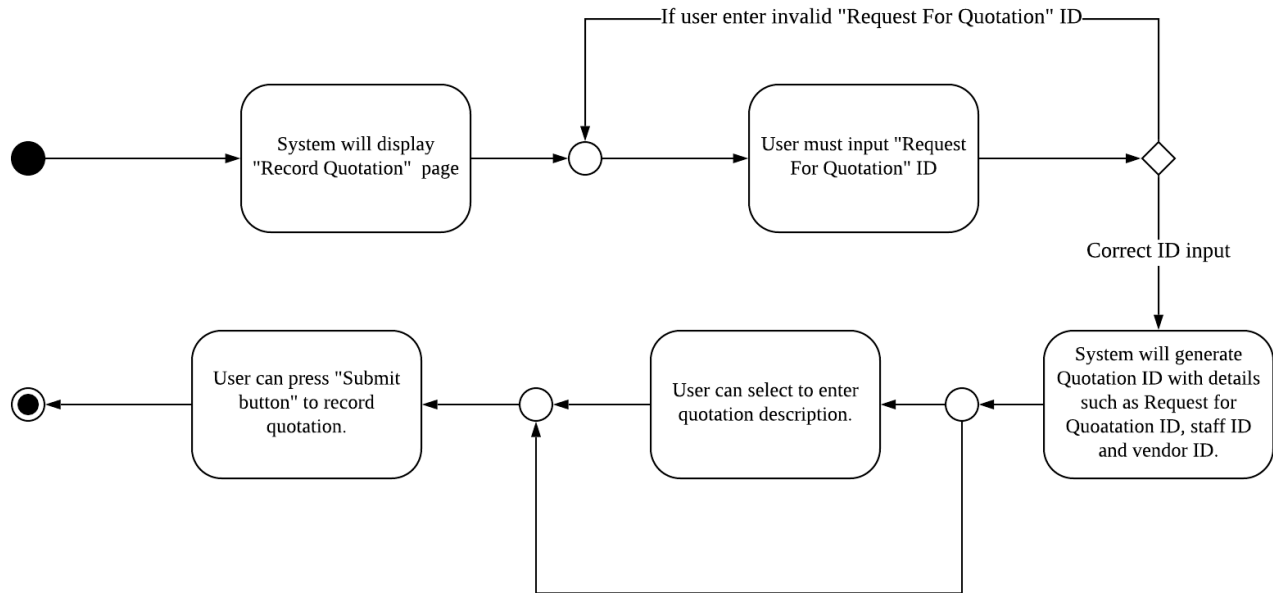 If user enter invalid "Request For Quotation" ID
System will display
"Record Quotation" page
User must input "Request
For Quotation" ID
Correct ID input
System will generate
Quotation ID with details
such as Request for
Quoatation ID, staff ID
and vendor ID.
User can select to enter
quotation description.
User can press "Submit
button" to record
quotation.